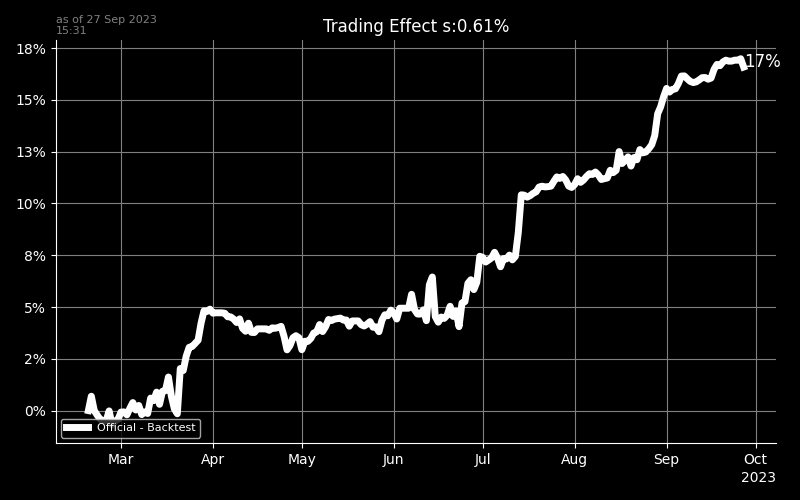 as of 27 Sep 2023
15:31
Trading Effect s:0.61%
18%
15%
13%
10%
8%
5%
2%
0%
17%
Official - Backtest
Mar Apr May Jun Jul Aug Sep Oct
2023